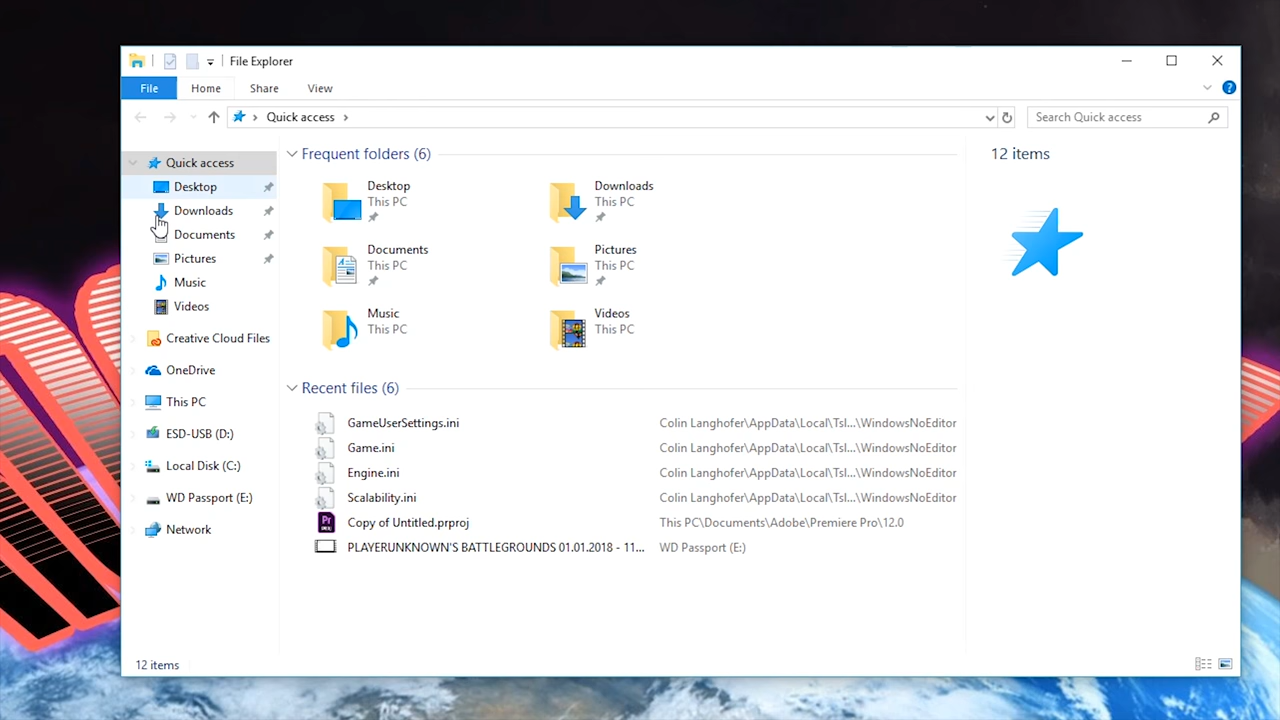 File Explorer
File Home Share View
Quick access
Search Quick access
Quick access
Desktop
Downloads
Documents
Pictures
Music
Videos
Creative Cloud Files
OneDrive
This PC
ESD-USB (D:)
Local Disk (C:)
WD Passport (E:)
Network
Frequent folders (6)
Desktop
This PC
Downloads
This PC
Documents
This PC
Pictures
This PC
Music
This PC
Videos
This PC
Recent files (6)
GameUserSettings.ini Colin Langhofer\AppData\Local\Tsl...\WindowsNoEditor
Game.ini Colin Langhofer\AppData\Local\Tsl...\WindowsNoEditor
Engine.ini Colin Langhofer\AppData\Local\Tsl...\WindowsNoEditor
Scalability.ini Colin Langhofer\AppData\Local\Tsl...\WindowsNoEditor
Copy of Untitled.prproj This PC\Documents\Adobe\Premiere Pro\12.0
PLAYERUNKNOWN'S BATTLEGROUNDS 01.01.2018 - 11... WD Passport (E:)
12 items
12 items